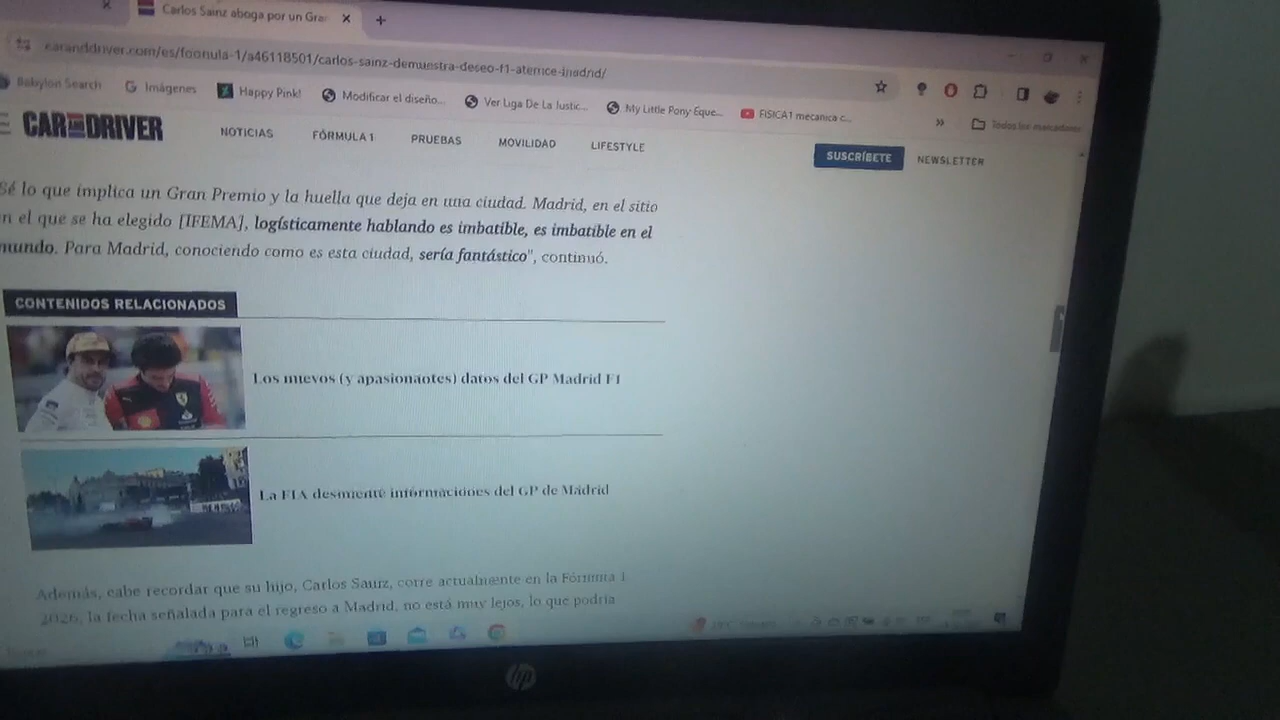 Carlos Sainz aboga por un Gra
caranddriver.com/es/formula-1/a46118501/carlos-sainz-demuestra-deseo-f1-aterrice-madrid/
Babylon Search Imágenes Happy Pink! Modificar el diseño... Ver Liga De La Justic... My Little Pony Eque... FISICA1 mecanica c... » Todos los marcadores
CAR AND DRIVER NOTICIAS FÓRMULA 1 PRUEBAS MOVILIDAD LIFESTYLE SUSCRÍBETE NEWSLETTER
Sé lo que implica un Gran Premio y la huella que deja en una ciudad. Madrid, en el sitio
en el que se ha elegido [IFEMA], logísticamente hablando es imbatible, es imbatible en el
mundo. Para Madrid, conociendo como es esta ciudad, sería fantástico", continuó.
CONTENIDOS RELACIONADOS
Los nuevos (y apasionantes) datos del GP Madrid F1
La FIA desmiente informaciones del GP de Madrid
Además, cabe recordar que su hijo, Carlos Sainz, corre actualmente en la Fórmula 1.
2026, la fecha señalada para el regreso a Madrid, no está muy lejos, lo que podría
hp